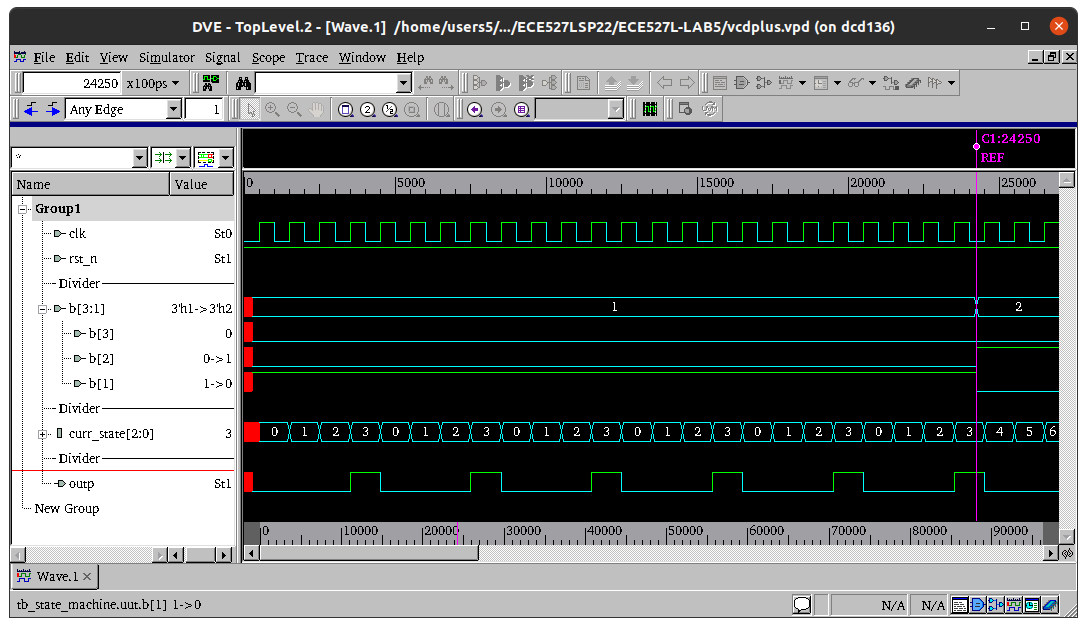 DVE - TopLevel.2 - [Wave.1] /home/users5/.../ECE527LSP22/ECE527L-LAB5/vcdplus.vpd (on dcd136)
File Edit View Simulator Signal Scope Trace Window Help
24250 x100ps
Any Edge 1
C1:24250
REF
*
Name Value
0 5000 10000 15000 20000 25000
Group1
clk St0
rst_n St1
Divider
b[3:1] 3'h1->3'h2 1 2
b[3] 0
b[2] 0->1
b[1] 1->0
Divider
curr_state[2:0] 3 0 1 2 3 0 1 2 3 0 1 2 3 0 1 2 3 0 1 2 3 0 1 2 3 4 5 6
Divider
outp St1
New Group
0 10000 20000 30000 40000 50000 60000 70000 80000 90000
Wave.1
tb_state_machine.uut.b[1] 1->0 N/A N/A